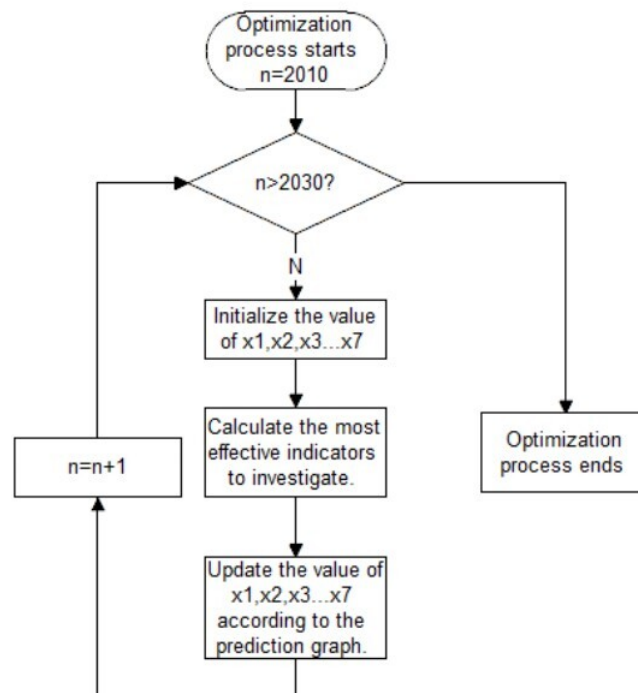 Optimization
process starts
n=2010
n>2030?
N
Initialize the value
of x1,x2,x3...x7
Calculate the most
effective indicators
to investigate.
n=n+1
Optimization
process ends
Update the value of
x1,x2,x3...x7
according to the
prediction graph.